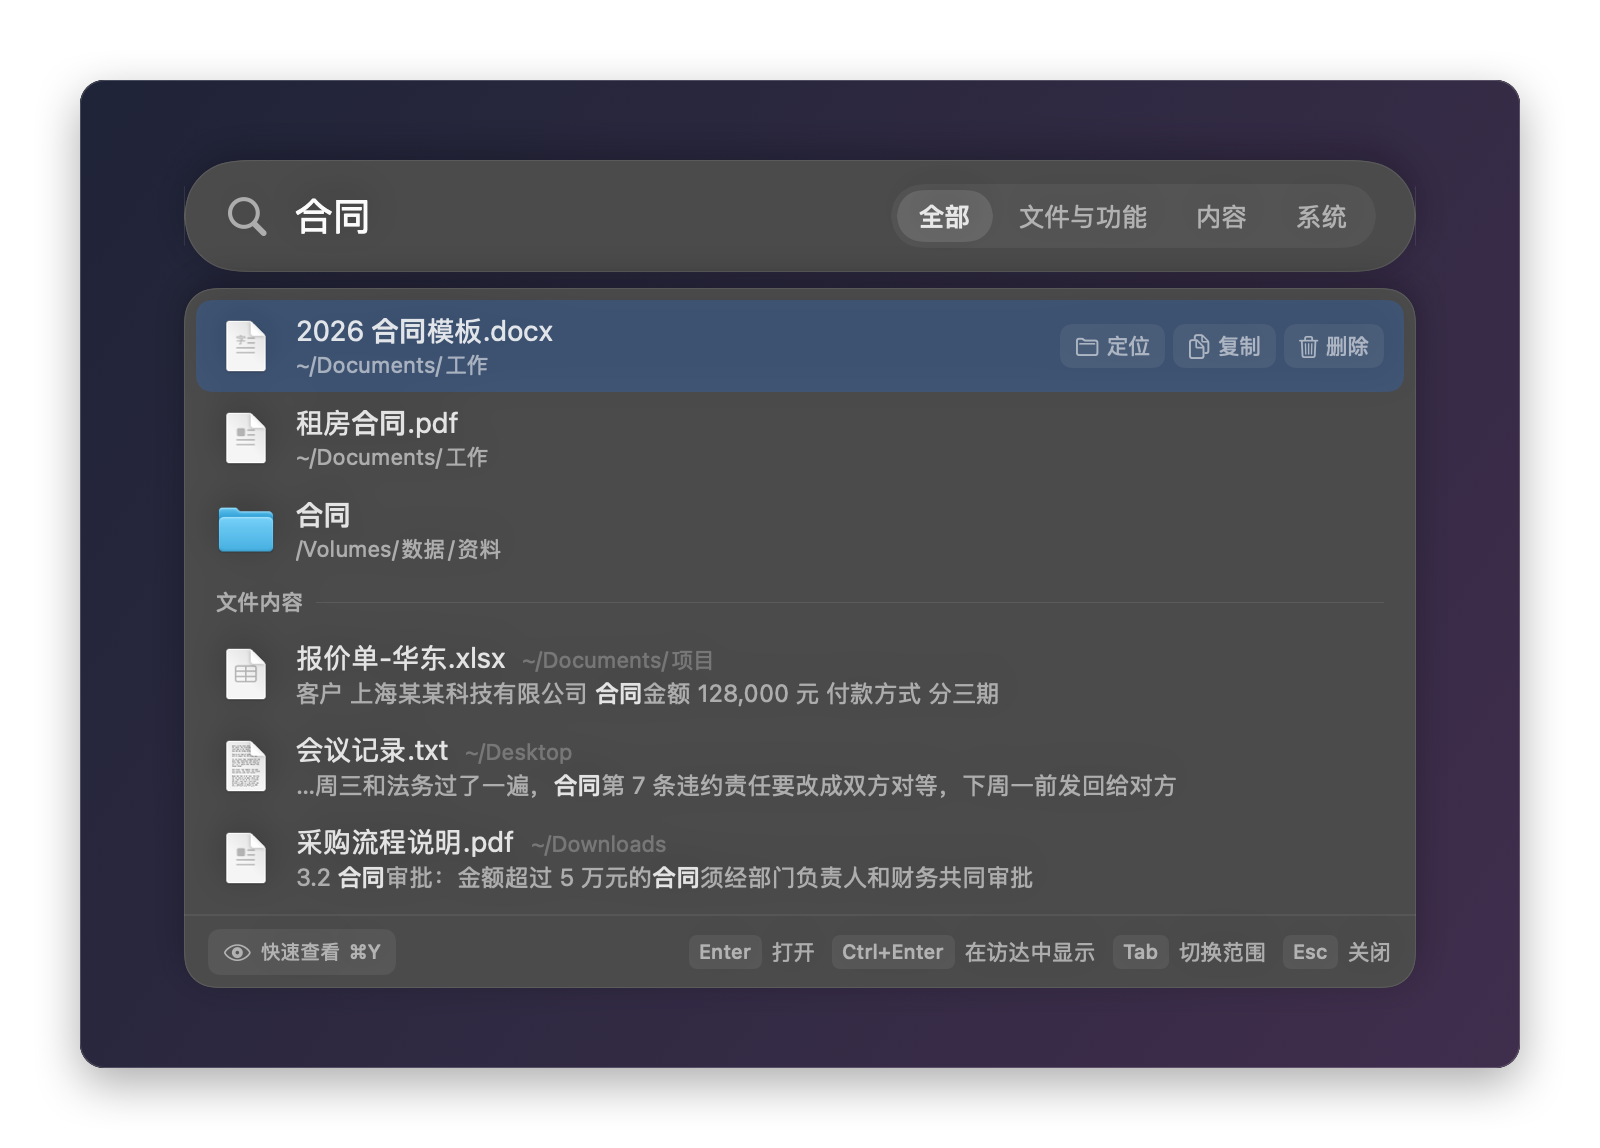 合同
全部 文件与功能 内容 系统
2026 合同模板.docx
~/Documents/工作
定位 复制 删除
租房合同.pdf
~/Documents/工作
合同
/Volumes/数据/资料
文件内容
报价单-华东.xlsx ~/Documents/项目
客户 上海某某科技有限公司 合同金额 128,000 元 付款方式 分三期
会议记录.txt ~/Desktop
...周三和法务过了一遍，合同第 7 条违约责任要改成双方对等，下周一前发回给对方
采购流程说明.pdf ~/Downloads
3.2 合同审批：金额超过 5 万元的合同须经部门负责人和财务共同审批
快速查看 ⌘Y
Enter 打开 Ctrl+Enter 在访达中显示 Tab 切换范围 Esc 关闭